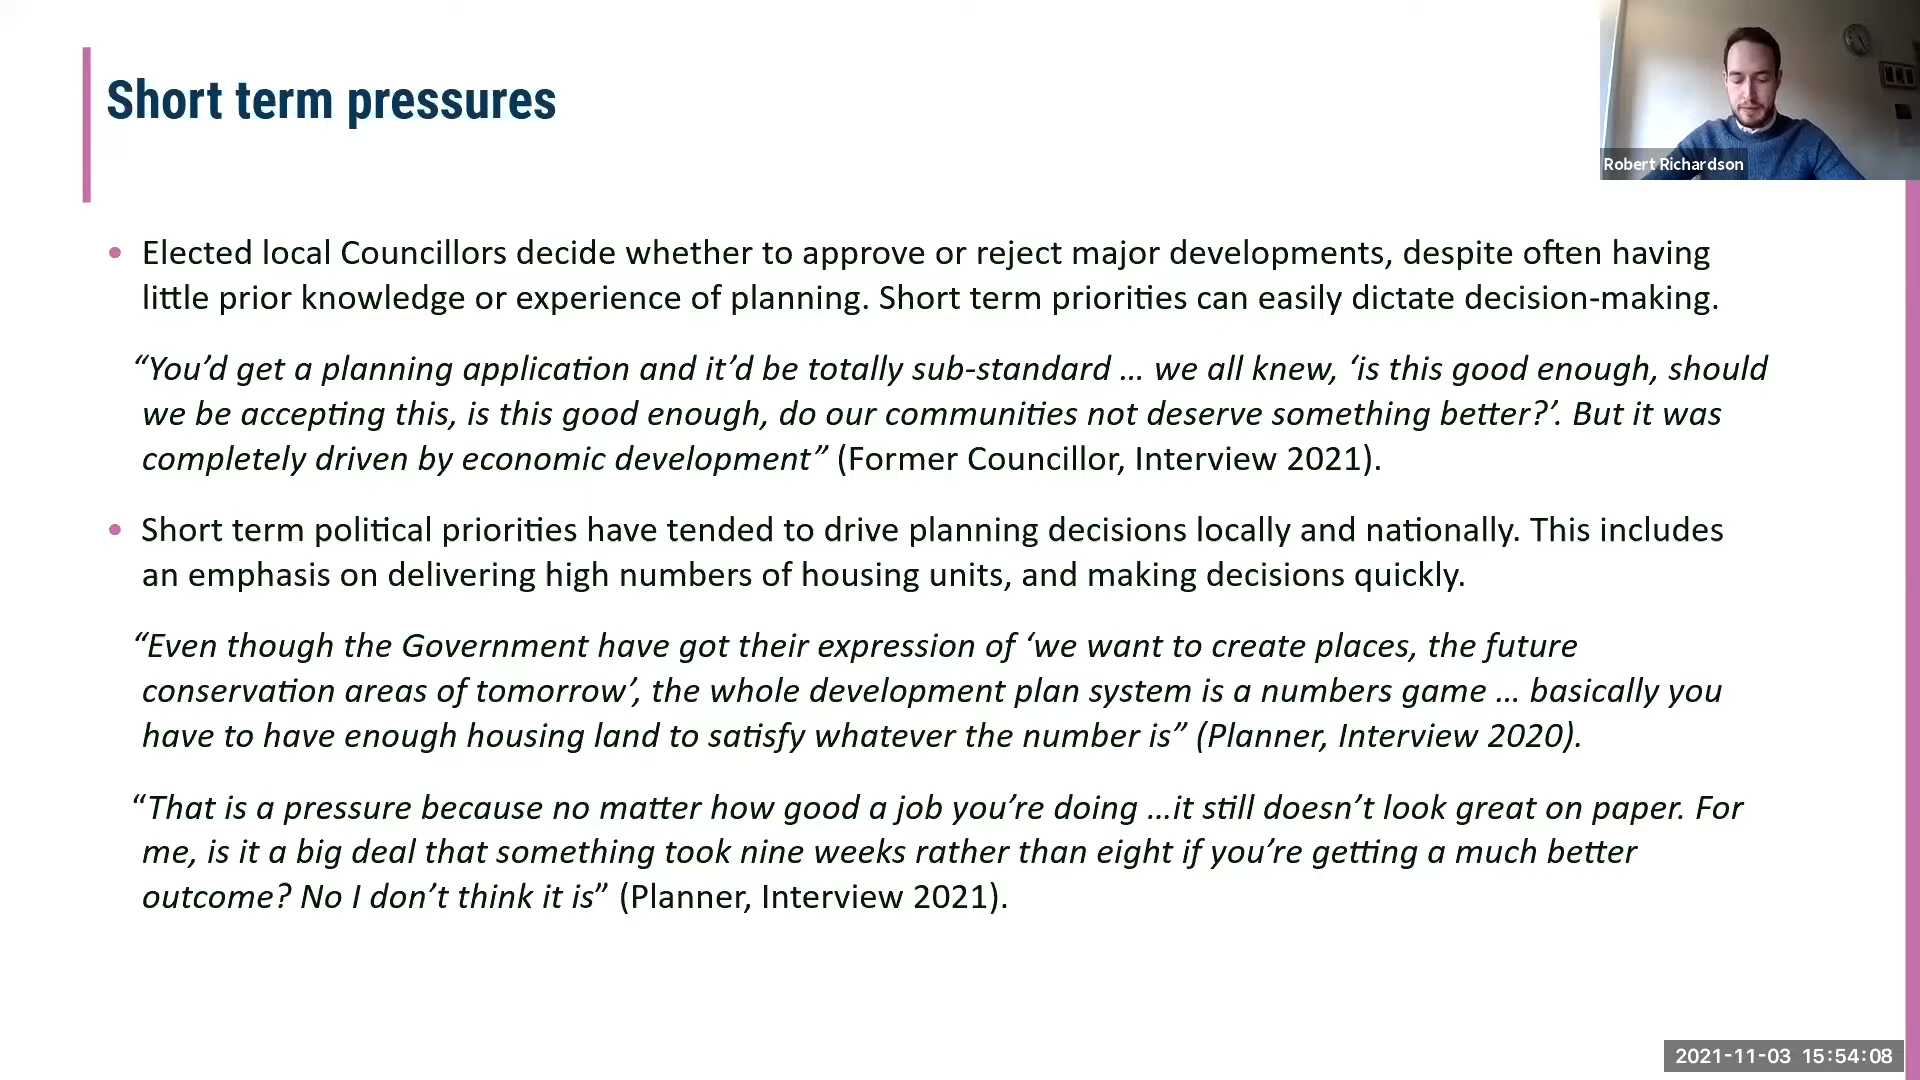 Short term pressures
Robert Richardson
• Elected local Councillors decide whether to approve or reject major developments, despite often having
little prior knowledge or experience of planning. Short term priorities can easily dictate decision-making.
“You’d get a planning application and it’d be totally sub-standard … we all knew, ‘is this good enough, should
we be accepting this, is this good enough, do our communities not deserve something better?’. But it was
completely driven by economic development” (Former Councillor, Interview 2021).
• Short term political priorities have tended to drive planning decisions locally and nationally. This includes
an emphasis on delivering high numbers of housing units, and making decisions quickly.
“Even though the Government have got their expression of ‘we want to create places, the future
conservation areas of tomorrow’, the whole development plan system is a numbers game … basically you
have to have enough housing land to satisfy whatever the number is” (Planner, Interview 2020).
“That is a pressure because no matter how good a job you’re doing …it still doesn’t look great on paper. For
me, is it a big deal that something took nine weeks rather than eight if you’re getting a much better
outcome? No I don’t think it is” (Planner, Interview 2021).
2021-11-03 15:54:08